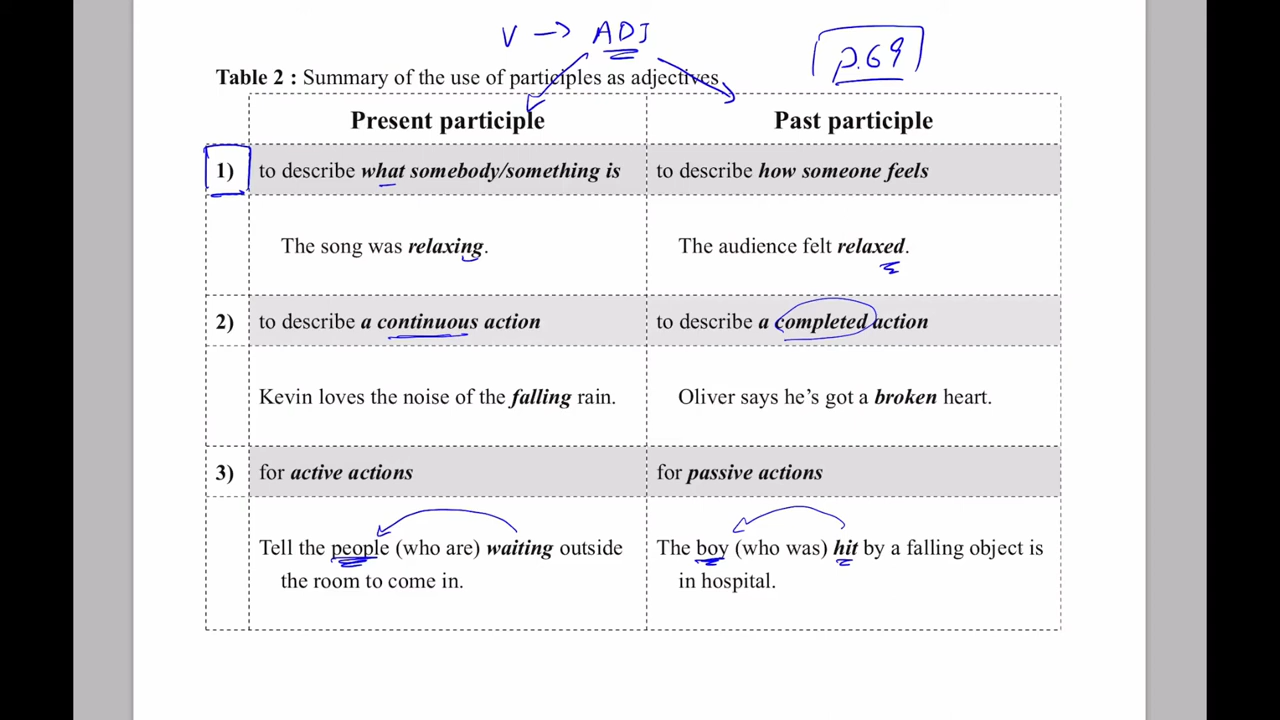 V → ADJ
p.69
Table 2 : Summary of the use of participles as adjectives
Present participle Past participle
1) to describe what somebody/something is to describe how someone feels
The song was relaxing. The audience felt relaxed.
2) to describe a continuous action to describe a completed action
Kevin loves the noise of the falling rain. Oliver says he’s got a broken heart.
3) for active actions for passive actions
Tell the people (who are) waiting outside The boy (who was) hit by a falling object is
the room to come in. in hospital.